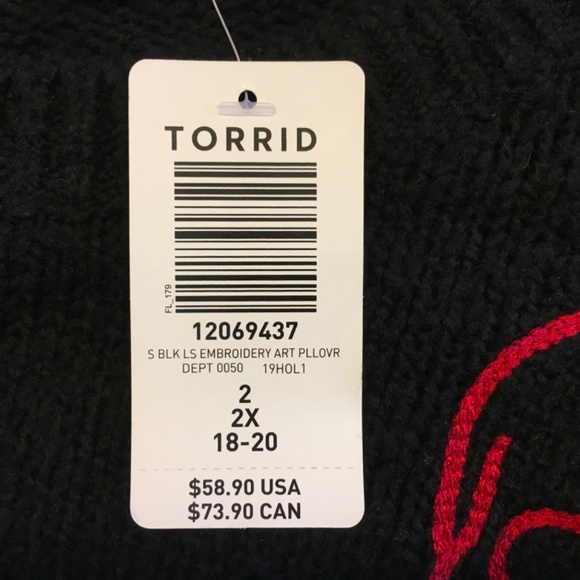 TORRID
FL_179
12069437
S BLK LS EMBROIDERY ART PLLOVR
DEPT 0050 19HOL1
2
2X
18-20
$58.90 USA
$73.90 CAN